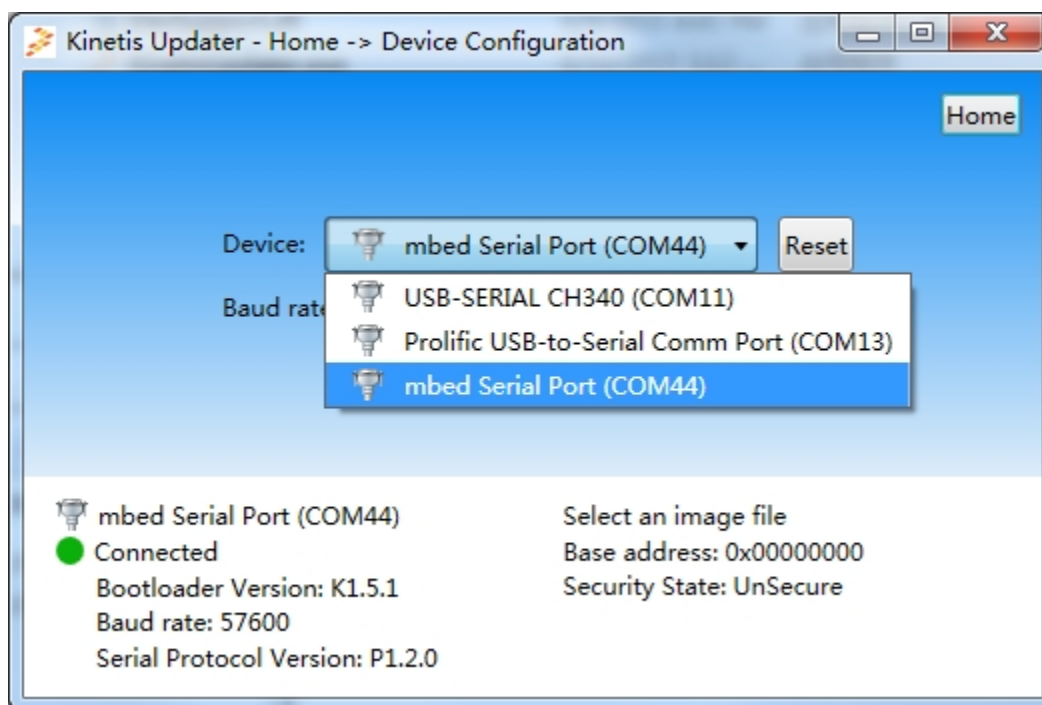 Kinetis Updater - Home -> Device Configuration
Home
Device: mbed Serial Port (COM44) Reset
Baud rate
USB-SERIAL CH340 (COM11)
Prolific USB-to-Serial Comm Port (COM13)
mbed Serial Port (COM44)
mbed Serial Port (COM44)
Connected
Bootloader Version: K1.5.1
Baud rate: 57600
Serial Protocol Version: P1.2.0
Select an image file
Base address: 0x00000000
Security State: UnSecure